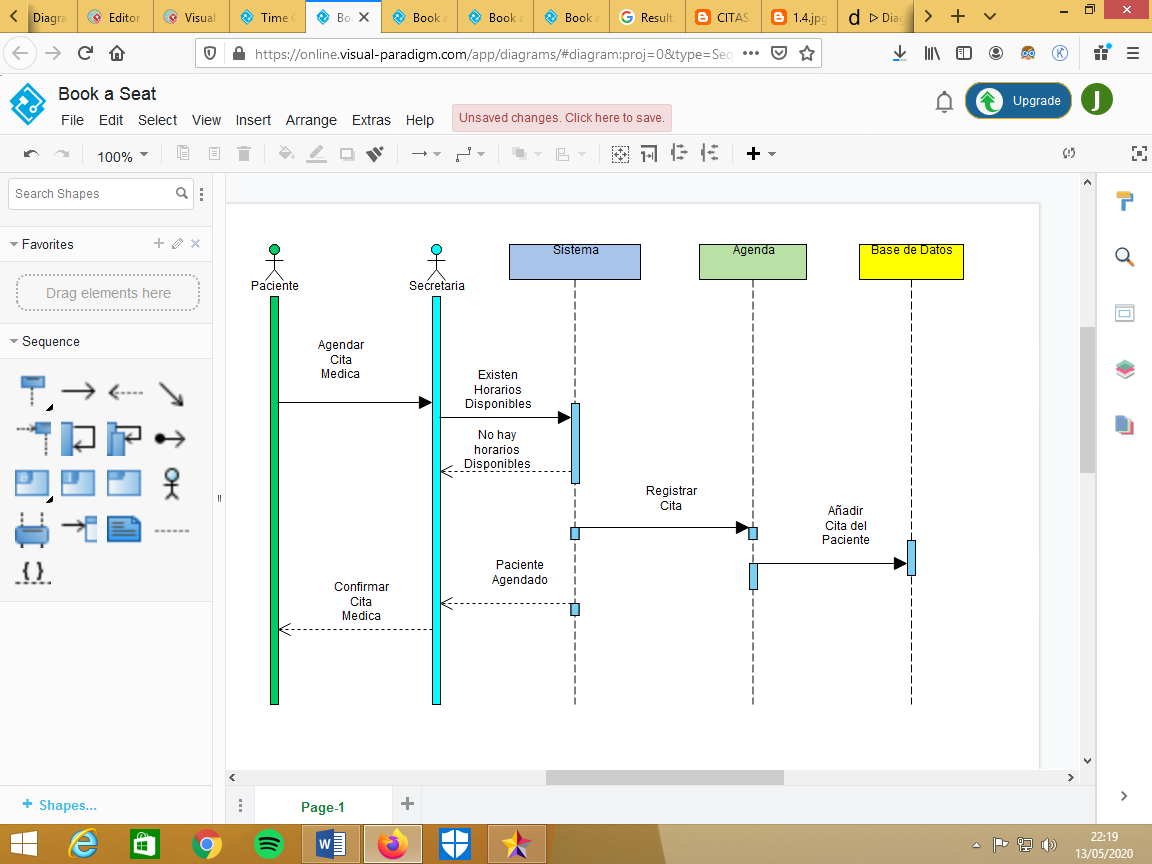 Diagra
Editor
Visual
Time
Bo
Book a
Book a
Book a
Result
CITAS
1.4.jpg
d ▷ Diag
https://online.visual-paradigm.com/app/diagrams/#diagram:proj=0&type=Seq
Book a Seat
File Edit Select View Insert Arrange Extras Help
Unsaved changes. Click here to save.
Upgrade
J
100%
Search Shapes
Favorites
Drag elements here
Sequence
Paciente
Secretaria
Sistema
Agenda
Base de Datos
Agendar
Cita
Medica
Existen
Horarios
Disponibles
No hay
horarios
Disponibles
Registrar
Cita
Añadir
Cita del
Paciente
Paciente
Agendado
Confirmar
Cita
Medica
+ Shapes...
Page-1
22:19
13/05/2020